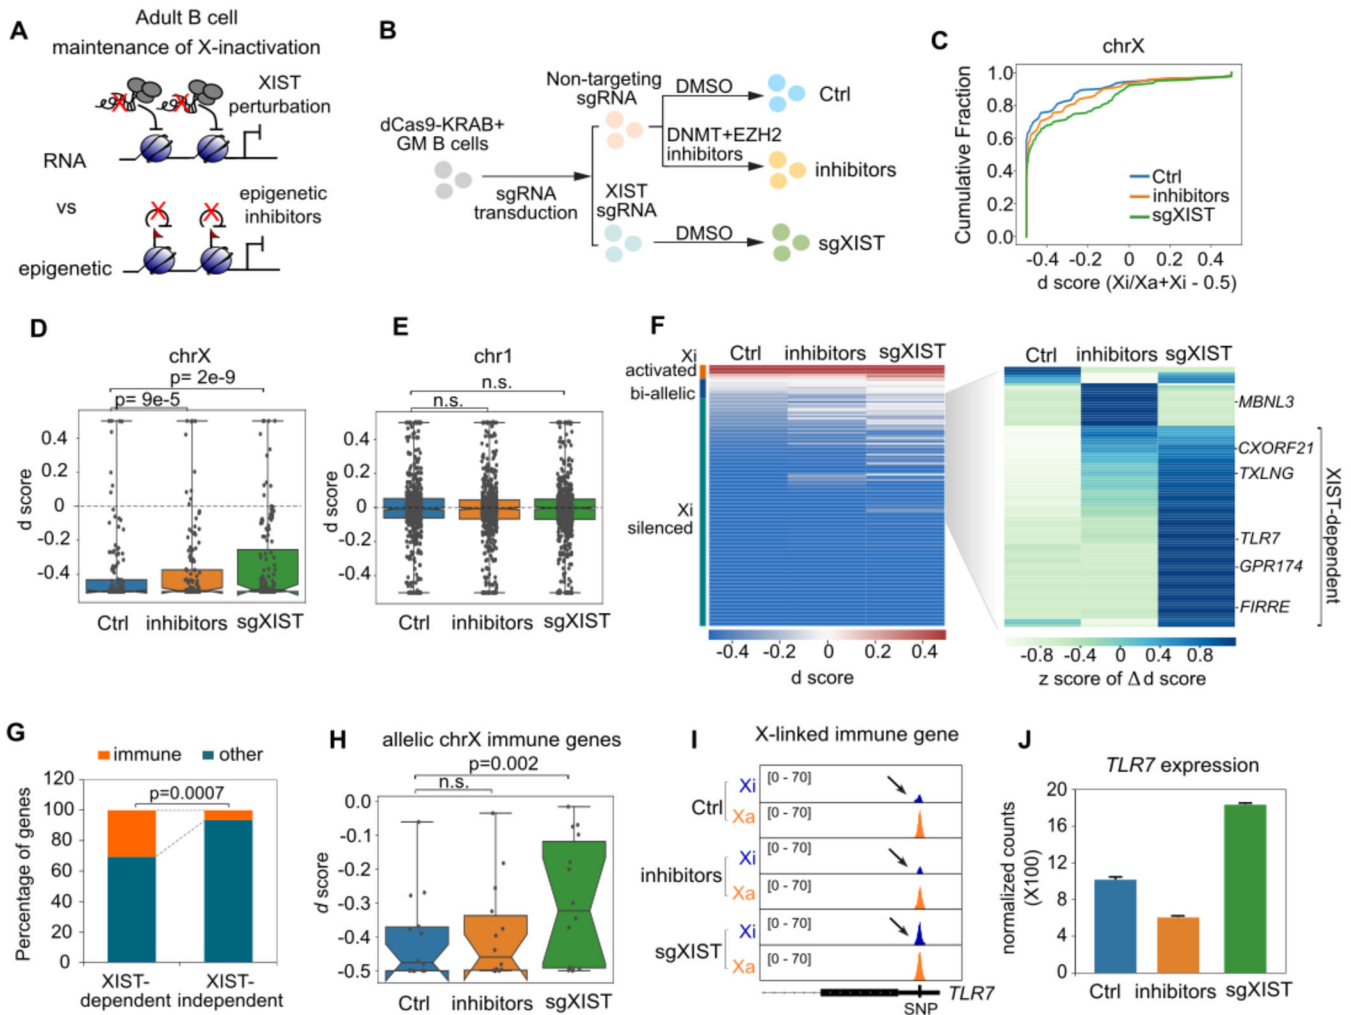 A
Adult B cell
maintenance of X-inactivation
XIST
perturbation
RNA
vs
epigenetic
inhibitors
epigenetic
B
Non-targeting
sgRNA
DMSO
Ctrl
dCas9-KRAB+
GM B cells
DNMT+EZH2
inhibitors
inhibitors
sgRNA
transduction
XIST
sgRNA
DMSO
sgXIST
C
chrX
Cumulative Fraction
1.0
0.8
0.6
0.4
0.2
0.0
Ctrl
inhibitors
sgXIST
-0.4 -0.2 0 0.2 0.4
d score (Xi/Xa+Xi - 0.5)
D
chrX
p= 2e-9
p= 9e-5
d score
0.4
0.2
0
-0.2
-0.4
Ctrl inhibitors sgXIST
E
chr1
n.s.
n.s.
d score
0.4
0.2
0.0
-0.2
0.4
Ctrl inhibitors sgXIST
F
Xi
activated
bi-allelic
Xi
silenced
Ctrl inhibitors sgXIST
-0.4 -0.2 0 0.2 0.4
d score
Ctrl inhibitors sgXIST
MBNL3
CXORF21
TXLNG
TLR7
GPR174
FIRRE
XIST-dependent
-0.8 -0.4 0 0.4 0.8
z score of Δ d score
G
immune other
p=0.0007
Percentage of genes
120
100
80
60
40
20
0
XIST-
dependent
XIST-
independent
H
allelic chrX immune genes
p=0.002
n.s.
d score
0.0
-0.1
-0.2
-0.3
-0.4
-0.5
Ctrl inhibitors sgXIST
I
X-linked immune gene
Ctrl
Xi [0 - 70]
Xa [0 - 70]
inhibitors
Xi [0 - 70]
Xa [0 - 70]
sgXIST
Xi [0 - 70]
Xa [0 - 70]
TLR7
SNP
J
TLR7 expression
normalized counts
(X100)
20
16
12
8
4
0
Ctrl inhibitors sgXIST